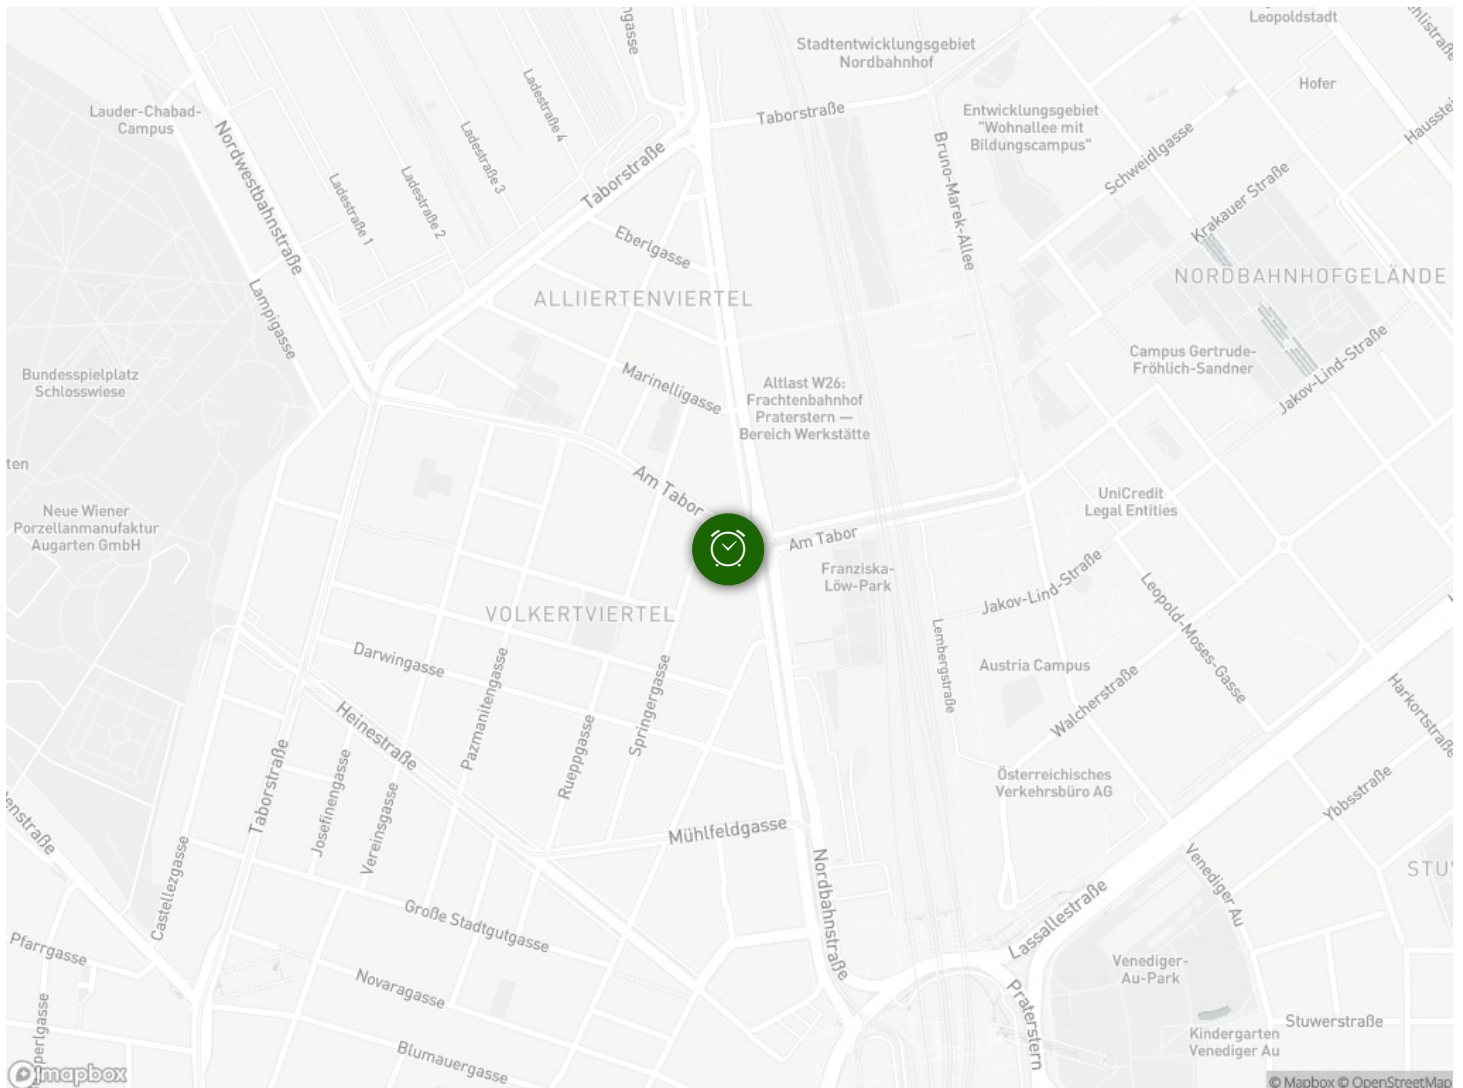 Leopoldstadt
Stadtentwicklungsgebiet
Nordbahnhof
Hofer
Ladestraße 4
Lauder-Chabad-
Campus
Taborstraße
Entwicklungsgebiet
"Wohnallee mit
Bildungscampus"
Nordwestbahnstraße
Ladestraße 3
Taborstraße
Bruno-Marek-Allee
Schweidlgasse
Ladestraße 1
Ladestraße 2
Krakauer Straße
Eberlgasse
NORDBAHNHOFGELÄNDE
ALLIIERTENVIERTEL
Lampigasse
Bundesspielplatz
Schlosswiese
Marinelligasse
Altlast W26:
Frachtenbahnhof
Praterstern —
Bereich Werkstätte
Campus Gertrude-
Fröhlich-Sandner
Jakov-Lind-Straße
ten
Am Tabor
Neue Wiener
Porzellanmanufaktur
Augarten GmbH
UniCredit
Legal Entities
Am Tabor
Franziska-
Löw-Park
Jakov-Lind-Straße
Leopold-Moses-Gasse
VOLKERTVIERTEL
Darwingasse
Lembergstraße
Austria Campus
Walcherstraße
Harkortstraße
Heinestraße
Pazmanitengasse
Rueppgasse
Springergasse
Österreichisches
Verkehrsbüro AG
Ybbsstraße
enstraße
Taborstraße
Josefinengasse
Vereinsgasse
Mühlfeldgasse
Castellezgasse
Nordbahnstraße
Venediger Au
STU
Große Stadtgutgasse
Lassallestraße
Pfarrgasse
Novaragasse
Venediger-
Au-Park
Praterstern
perlgasse
Blumauergasse
Kindergarten
Venediger Au
Stuwerstraße
mapbox
© Mapbox © OpenStreetMap